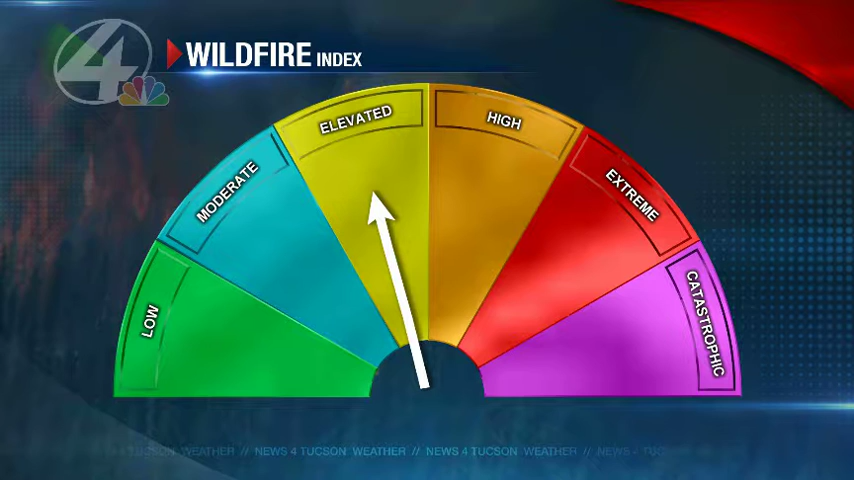 4
WILDFIRE INDEX
ELEVATED
HIGH
MODERATE
EXTREME
LOW
CATASTROPHIC
TUCSON WEATHER // NEWS 4 TUCSON WEATHER // NEWS 4 TUCSON WEATHER // NEWS 4